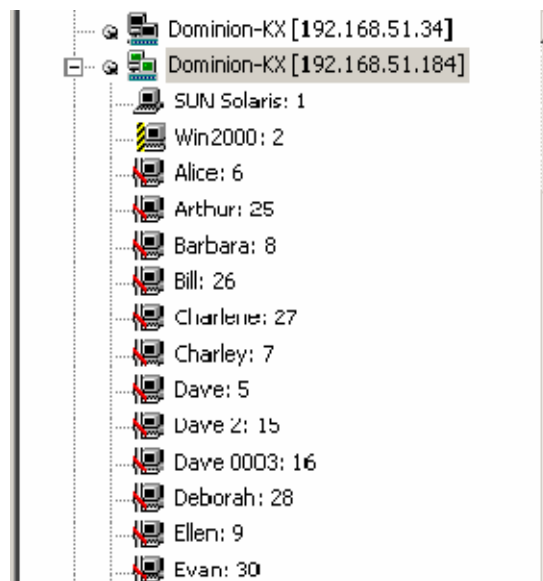 Dominion-KX [192.168.51.34]
Dominion-KX [192.168.51.184]
SUN Solaris: 1
Win2000: 2
Alice: 6
Arthur: 25
Barbara: 8
Bill: 26
Charlene: 27
Charley: 7
Dave: 5
Dave 2: 15
Dave 0003: 16
Deborah: 28
Ellen: 9
Evan: 30